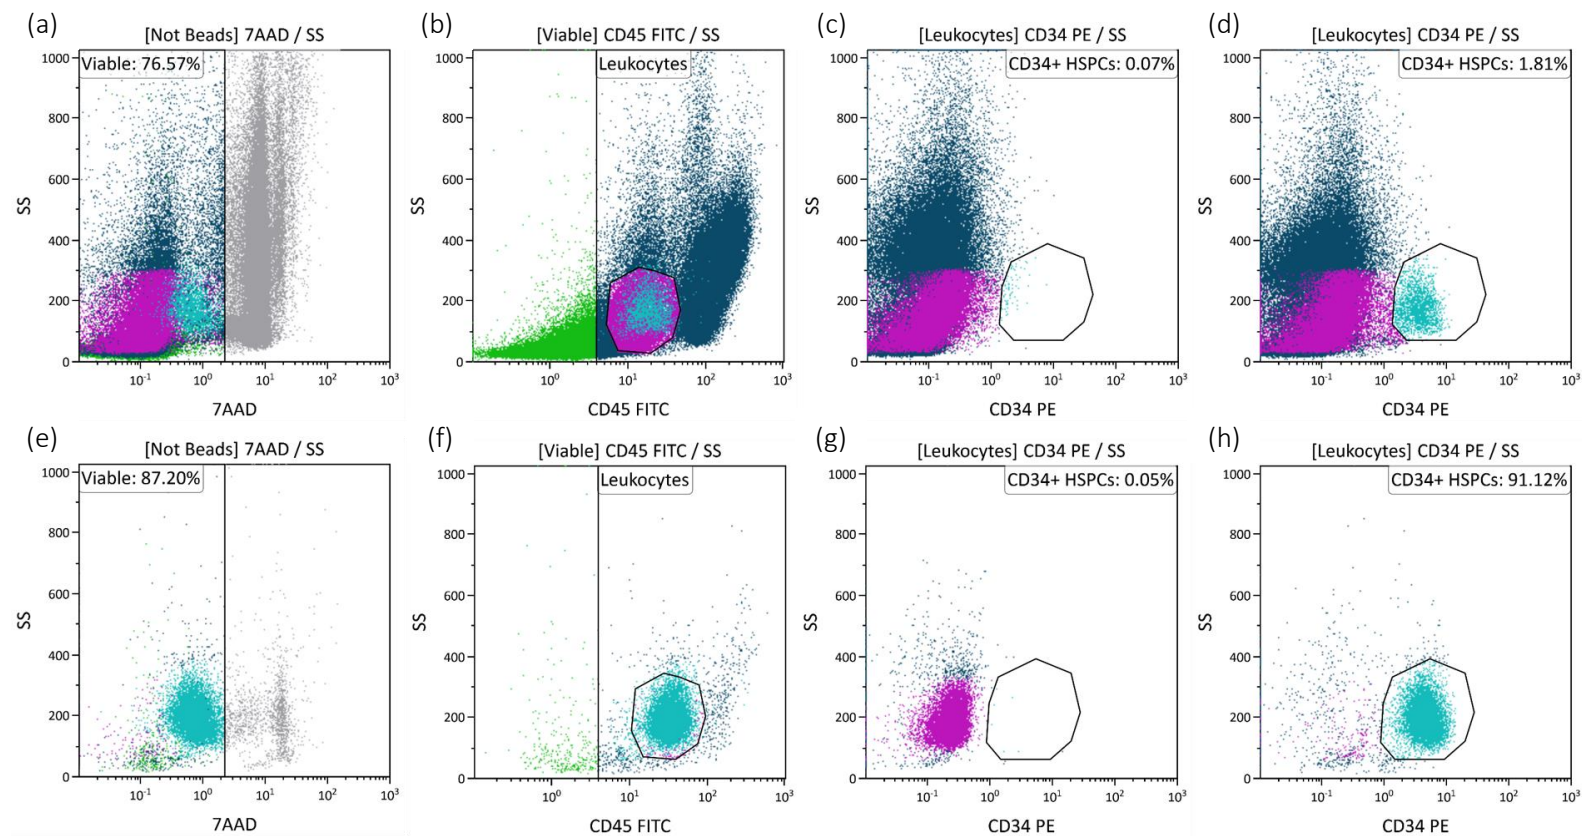 (a)
[Not Beads] 7AAD / SS
Viable: 76.57%
1000
800
600
400
200
0
SS
10-1 100 101 102 103
7AAD
(b)
[Viable] CD45 FITC / SS
Leukocytes
1000
800
600
400
200
0
SS
100 101 102 103
CD45 FITC
(c)
[Leukocytes] CD34 PE / SS
CD34+ HSPCs: 0.07%
1000
800
600
400
200
0
SS
10-1 100 101 102 103
CD34 PE
(d)
[Leukocytes] CD34 PE / SS
CD34+ HSPCs: 1.81%
1000
800
600
400
200
0
SS
10-1 100 101 102 103
CD34 PE
(e)
[Not Beads] 7AAD / SS
Viable: 87.20%
1000
800
600
400
200
0
SS
10-1 100 101 102 103
7AAD
(f)
[Viable] CD45 FITC / SS
Leukocytes
1000
800
600
400
200
0
SS
100 101 102 103
CD45 FITC
(g)
[Leukocytes] CD34 PE / SS
CD34+ HSPCs: 0.05%
1000
800
600
400
200
0
SS
10-1 100 101 102 103
CD34 PE
(h)
[Leukocytes] CD34 PE / SS
CD34+ HSPCs: 91.12%
1000
800
600
400
200
0
SS
10-1 100 101 102 103
CD34 PE